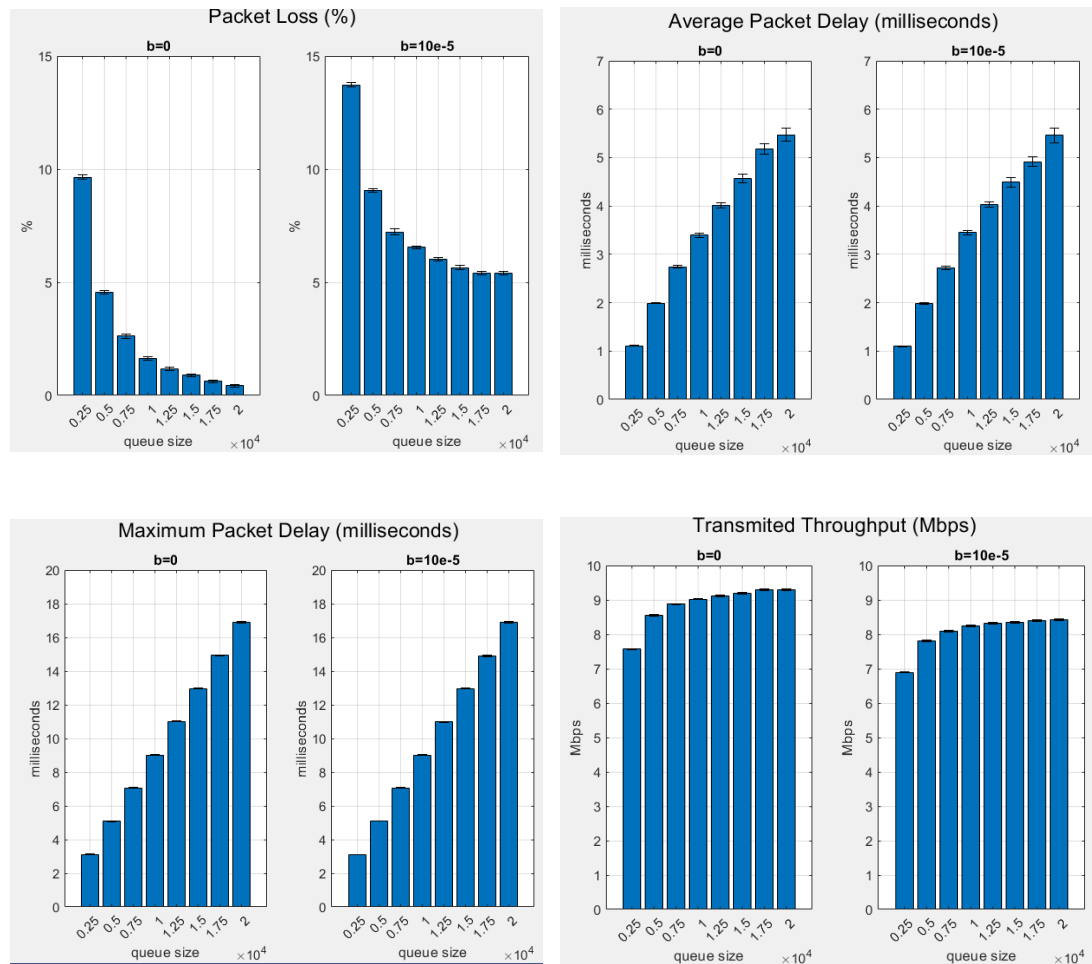 Packet Loss (%)
b=0
b=10e-5
15
10
5
0
%
0.25 0.5 0.75 1 1.25 1.5 1.75 2
queue size
×10^4
15
10
5
0
%
0.25 0.5 0.75 1 1.25 1.5 1.75 2
queue size
×10^4
Average Packet Delay (milliseconds)
b=0
b=10e-5
7
6
5
4
3
2
1
0
milliseconds
0.25 0.5 0.75 1 1.25 1.5 1.75 2
queue size
×10^4
7
6
5
4
3
2
1
0
milliseconds
0.25 0.5 0.75 1 1.25 1.5 1.75 2
queue size
×10^4
Maximum Packet Delay (milliseconds)
b=0
b=10e-5
20
18
16
14
12
10
8
6
4
2
0
milliseconds
0.25 0.5 0.75 1 1.25 1.5 1.75 2
queue size
×10^4
20
18
16
14
12
10
8
6
4
2
0
milliseconds
0.25 0.5 0.75 1 1.25 1.5 1.75 2
queue size
×10^4
Transmited Throughput (Mbps)
b=0
b=10e-5
10
9
8
7
6
5
4
3
2
1
0
Mbps
0.25 0.5 0.75 1 1.25 1.5 1.75 2
queue size
×10^4
10
9
8
7
6
5
4
3
2
1
0
Mbps
0.25 0.5 0.75 1 1.25 1.5 1.75 2
queue size
×10^4